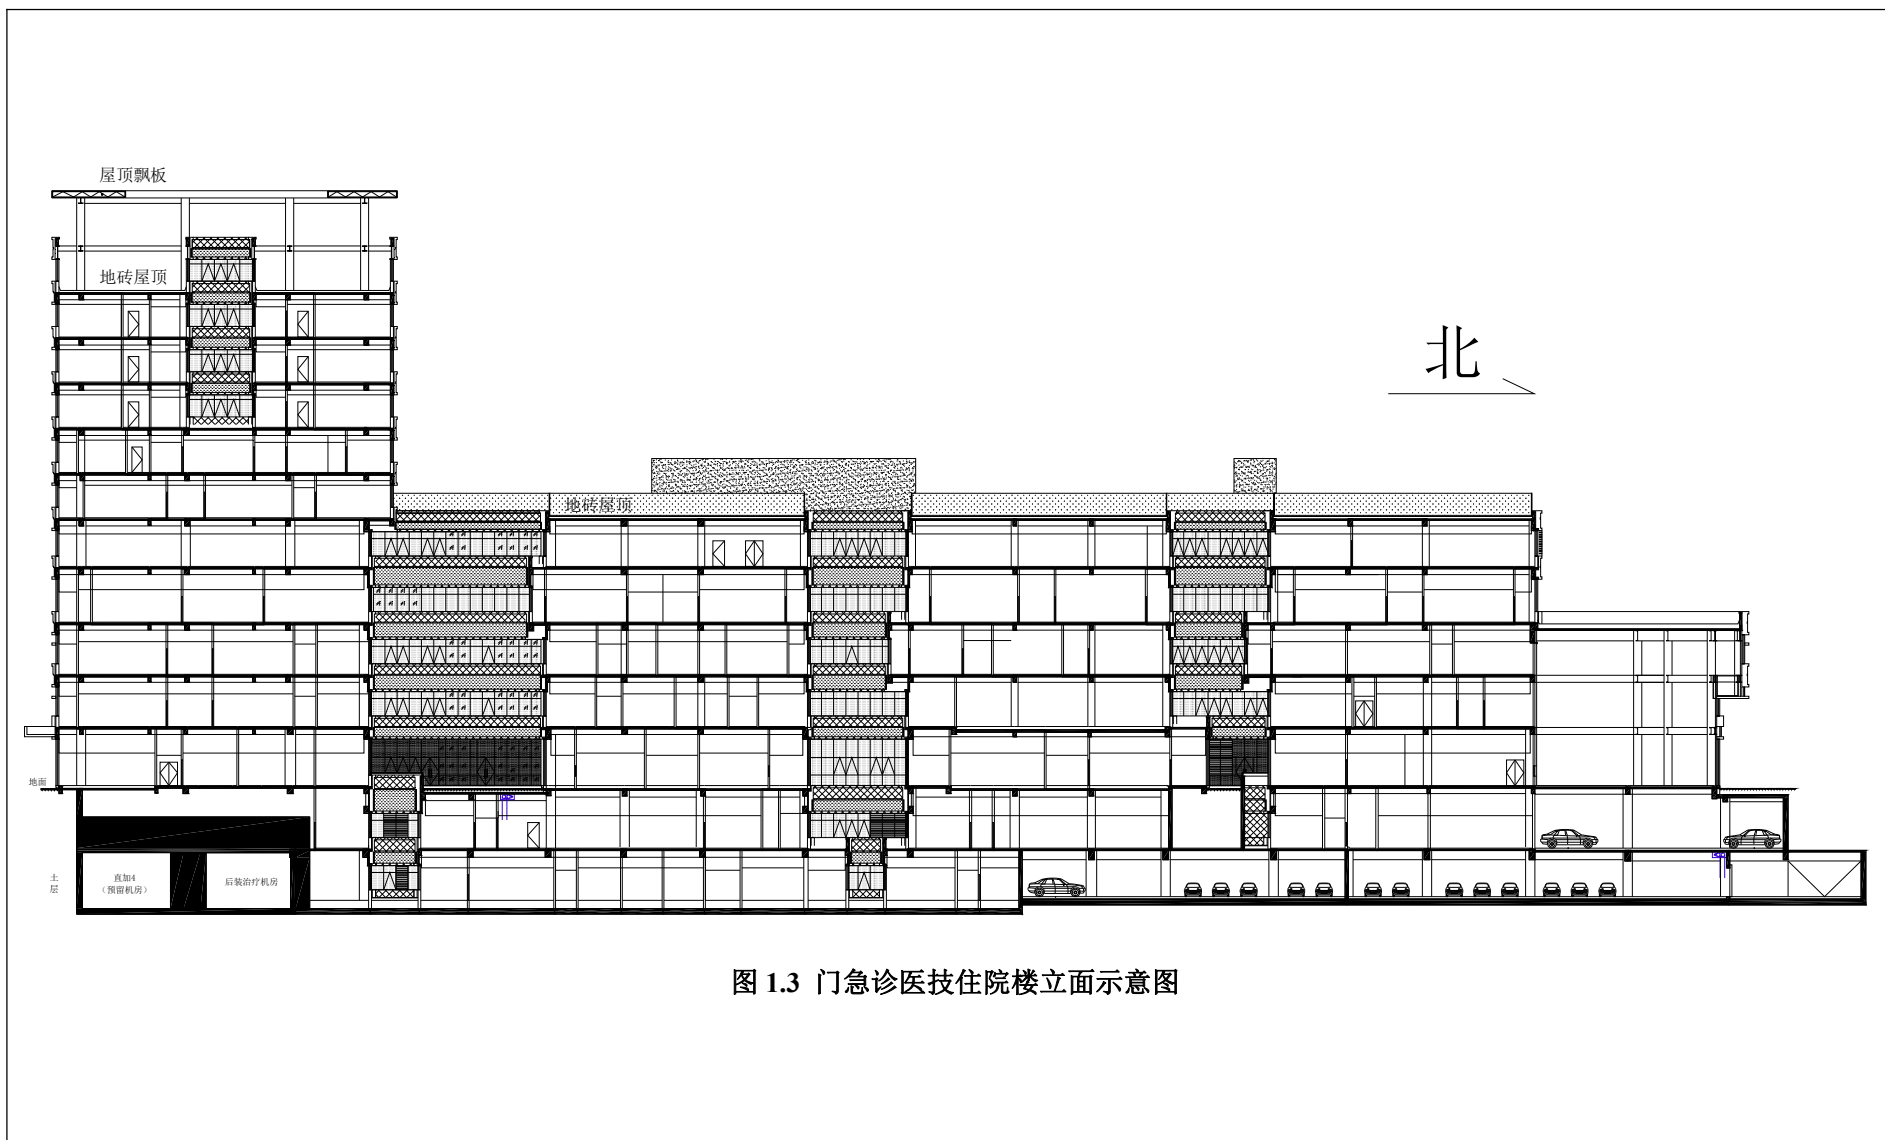 屋顶飘板
地砖屋顶
北
地砖屋顶
地面
土
层
直加4
（预留机房）
后装治疗机房
图 1.3 门急诊医技住院楼立面示意图